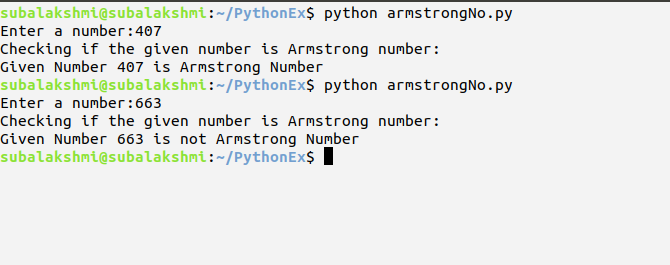 subalakshmi@subalakshmi:~/PythonEx$ python armstrongNo.py
Enter a number:407
Checking if the given number is Armstrong number:
Given Number 407 is Armstrong Number
subalakshmi@subalakshmi:~/PythonEx$ python armstrongNo.py
Enter a number:663
Checking if the given number is Armstrong number:
Given Number 663 is not Armstrong Number
subalakshmi@subalakshmi:~/PythonEx$